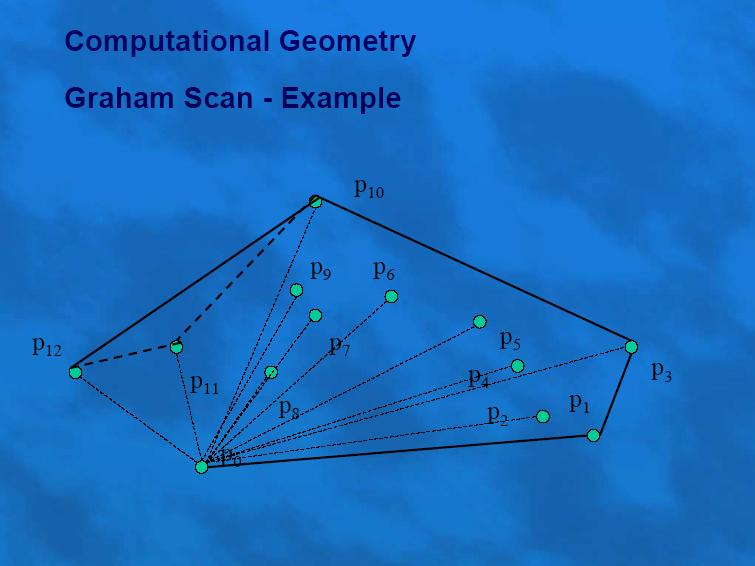 Computational Geometry
Graham Scan - Example
p10
p9 p6
p12 p7 p5
p11 p4 p3
p8 p2 p1
p0